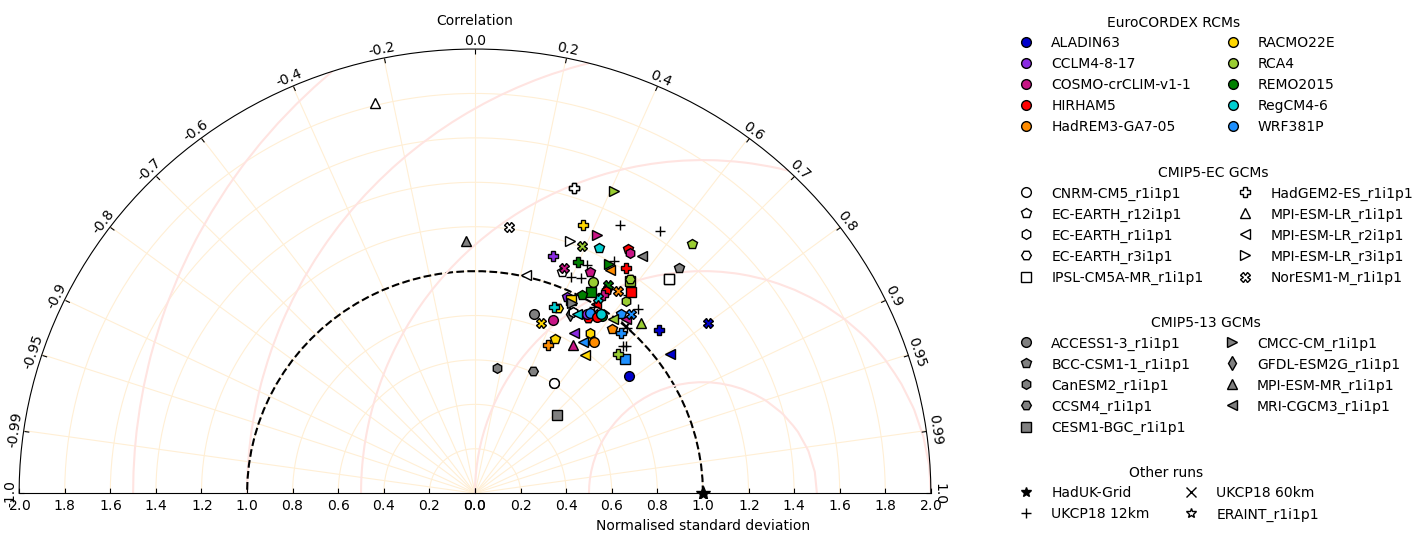 Correlation
0.0
-0.2
0.2
-0.4
0.4
-0.6
0.6
-0.7
0.7
-0.8
0.8
-0.9
0.9
-0.95
0.95
-0.99
0.99
-1.0
1.0
2.0 1.8 1.6 1.4 1.2 1.0 0.8 0.6 0.4 0.2 0.0 0.2 0.4 0.6 0.8 1.0 1.2 1.4 1.6 1.8 2.0
Normalised standard deviation
EuroCORDEX RCMs
ALADIN63 RACMO22E
CCLM4-8-17 RCA4
COSMO-crCLIM-v1-1 REMO2015
HIRHAM5 RegCM4-6
HadREM3-GA7-05 WRF381P
CMIP5-EC GCMs
CNRM-CM5_r1i1p1 HadGEM2-ES_r1i1p1
EC-EARTH_r12i1p1 MPI-ESM-LR_r1i1p1
EC-EARTH_r1i1p1 MPI-ESM-LR_r2i1p1
EC-EARTH_r3i1p1 MPI-ESM-LR_r3i1p1
IPSL-CM5A-MR_r1i1p1 NorESM1-M_r1i1p1
CMIP5-13 GCMs
ACCESS1-3_r1i1p1 CMCC-CM_r1i1p1
BCC-CSM1-1_r1i1p1 GFDL-ESM2G_r1i1p1
CanESM2_r1i1p1 MPI-ESM-MR_r1i1p1
CCSM4_r1i1p1 MRI-CGCM3_r1i1p1
CESM1-BGC_r1i1p1
Other runs
HadUK-Grid UKCP18 60km
UKCP18 12km ERAINT_r1i1p1